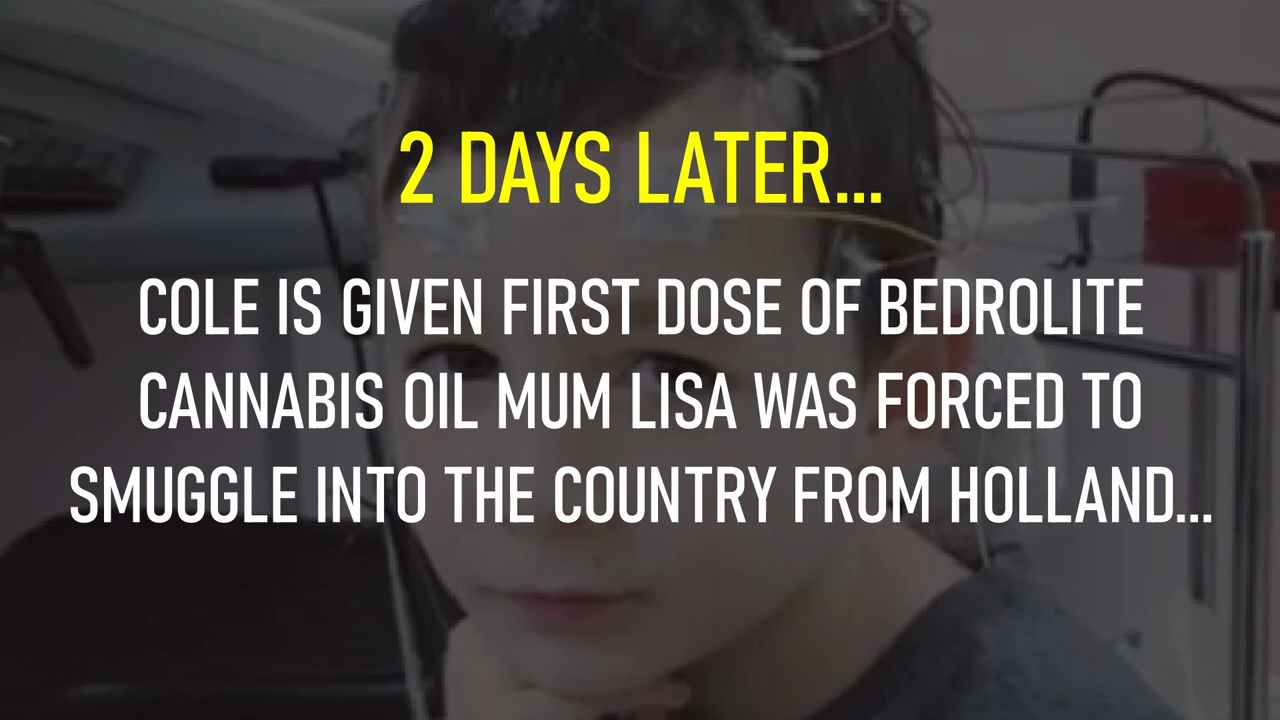 2 DAYS LATER...
COLE IS GIVEN FIRST DOSE OF BEDROLITE
CANNABIS OIL MUM LISA WAS FORCED TO
SMUGGLE INTO THE COUNTRY FROM HOLLAND...